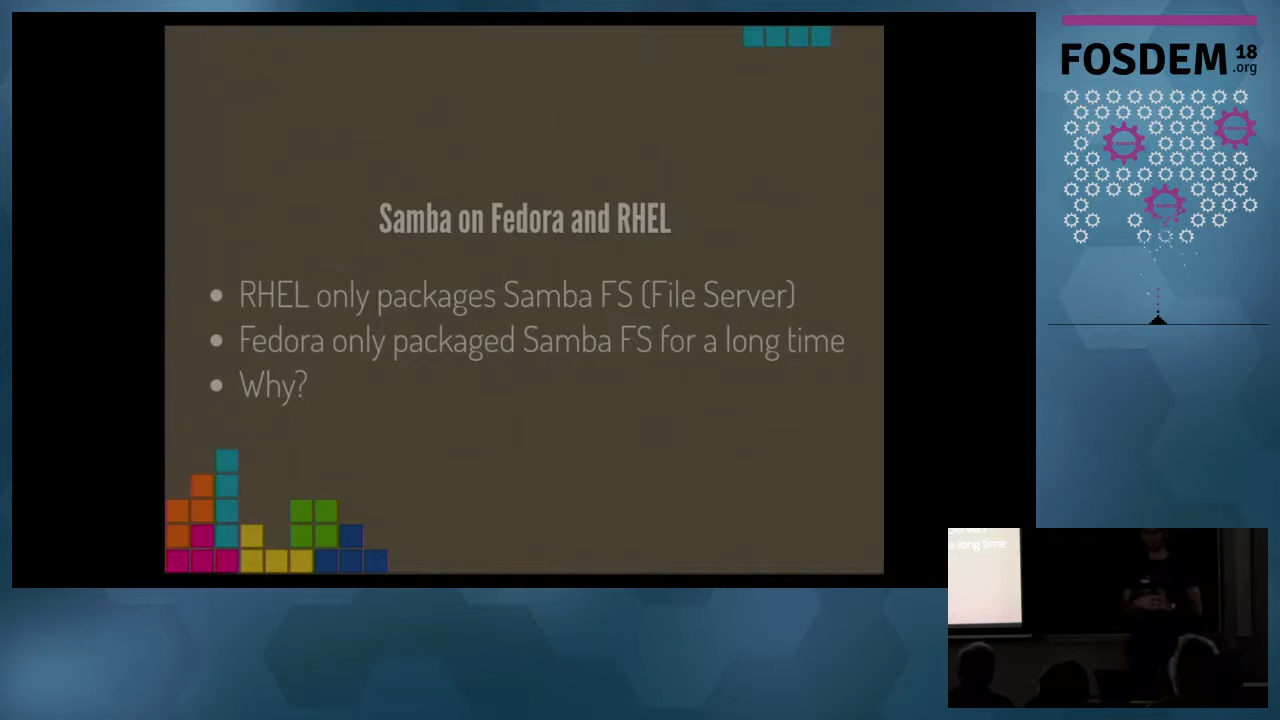 Samba on Fedora and RHEL
RHEL only packages Samba FS (File Server)
Fedora only packaged Samba FS for a long time
Why?
FOSDEM 18
.org
a long time